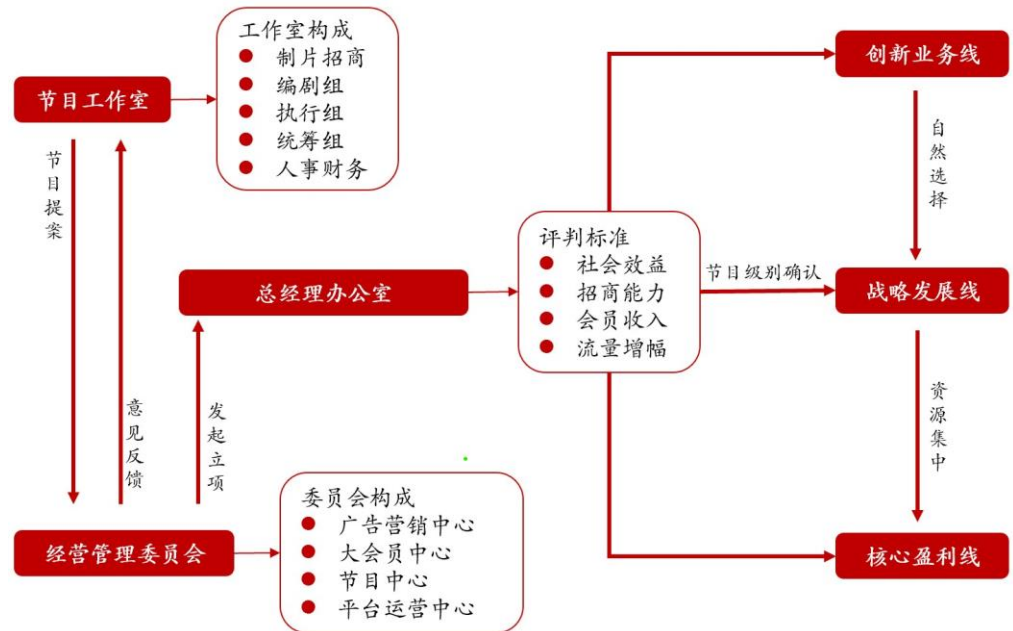 工作室构成
制片招商
编剧组
执行组
统筹组
人事财务
节目工作室
创新业务线
节目提案
自然选择
评判标准
社会效益
招商能力
会员收入
流量增幅
节目级别确认
总经理办公室
战略发展线
意见反馈
发起立项
资源集中
委员会构成
广告营销中心
大会员中心
节目中心
平台运营中心
经营管理委员会
核心盈利线